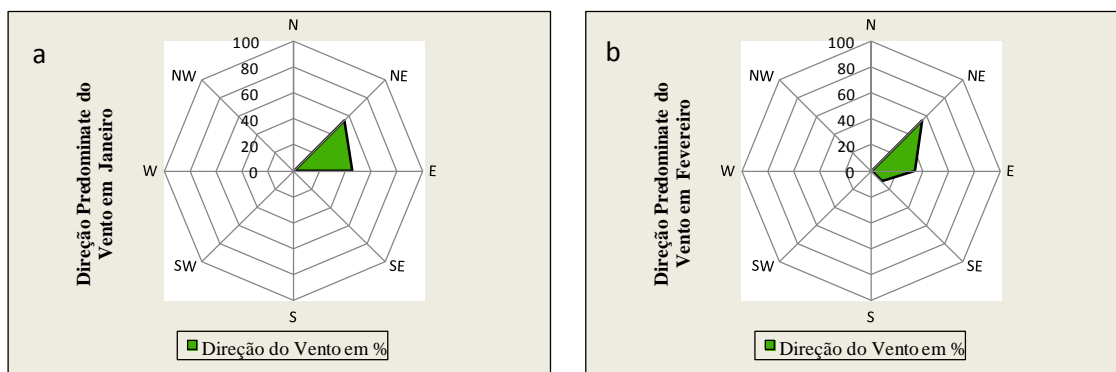 a
Direção Predominate do
Vento em Janeiro
N
NE
E
SE
S
SW
W
NW
100
80
60
40
20
0
Direção do Vento em %
b
Direção Predominate do
Vento em Fevereiro
N
NE
E
SE
S
SW
W
NW
100
80
60
40
20
0
Direção do Vento em %